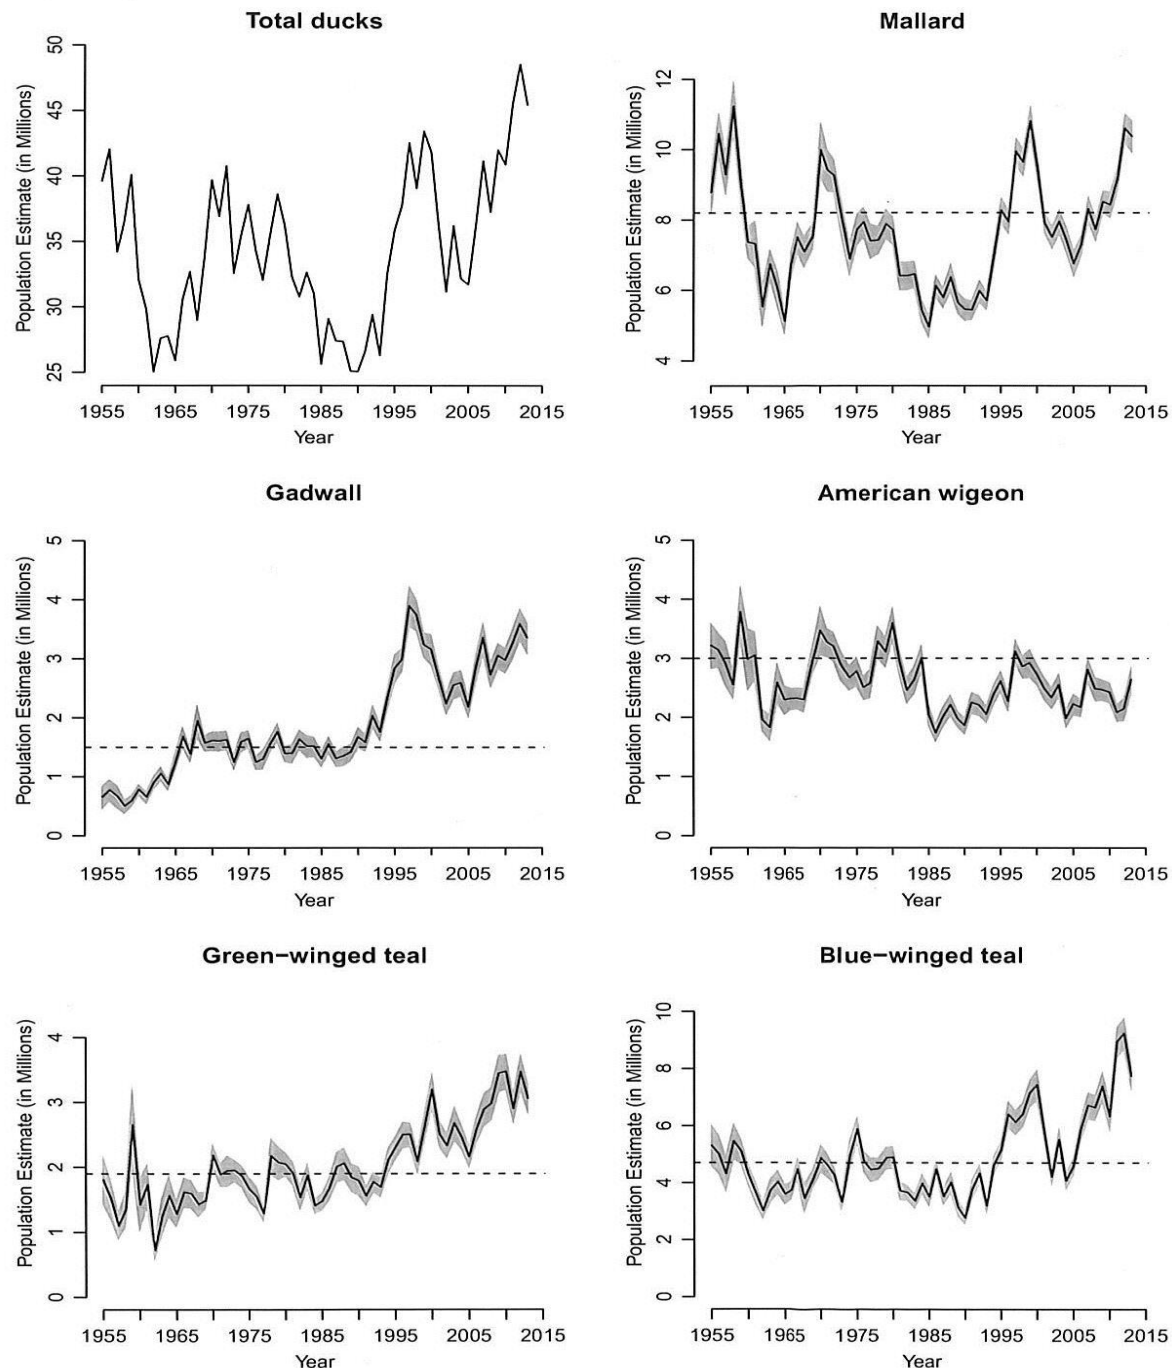 Total ducks
Population Estimate (in Millions)
50
45
40
35
30
25
1955 1965 1975 1985 1995 2005 2015
Year
Mallard
Population Estimate (in Millions)
12
10
8
6
4
1955 1965 1975 1985 1995 2005 2015
Year
Gadwall
Population Estimate (in Millions)
5
4
3
2
1
0
1955 1965 1975 1985 1995 2005 2015
Year
American wigeon
Population Estimate (in Millions)
5
4
3
2
1
0
1955 1965 1975 1985 1995 2005 2015
Year
Green−winged teal
Population Estimate (in Millions)
4
3
2
1
0
1955 1965 1975 1985 1995 2005 2015
Year
Blue−winged teal
Population Estimate (in Millions)
10
8
6
4
2
0
1955 1965 1975 1985 1995 2005 2015
Year